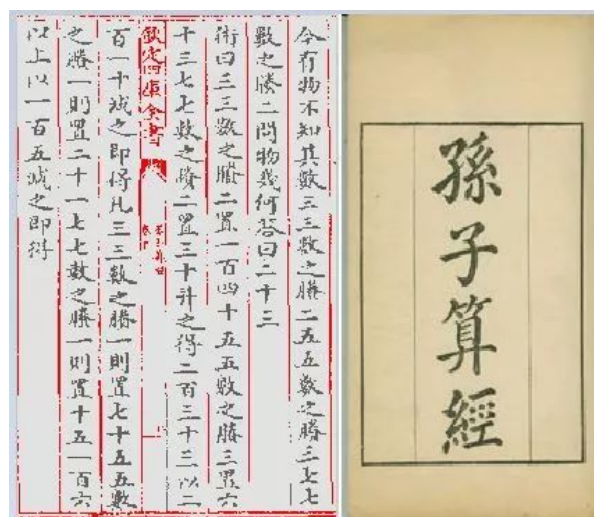 孫子算經
今有物不知其數三三數之賸二五五數之賸三七七
數之賸二問物幾何答曰二十三
術曰三三數之賸二置一百四十五五數之賸三置六
十三七七數之賸二置三十并之得二百三十三以二
欽定四庫全書
百一十減之即得凡三三數之賸一則置七十五五數
之賸一則置二十一七七數之賸一則置十五一百六
以上以一百五減之即得